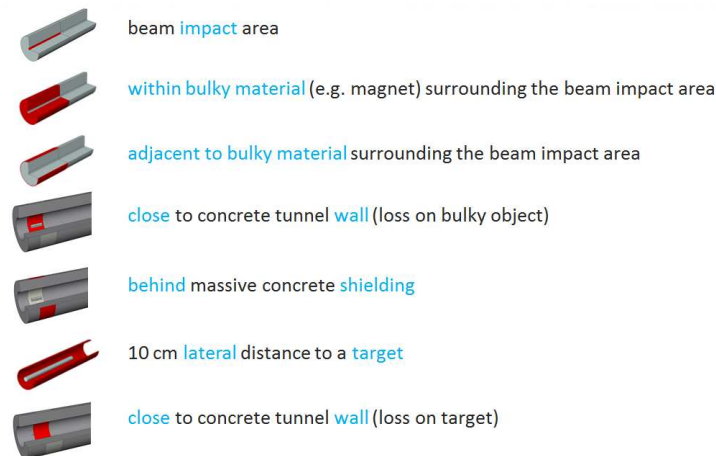 beam impact area
within bulky material (e.g. magnet) surrounding the beam impact area
adjacent to bulky material surrounding the beam impact area
close to concrete tunnel wall (loss on bulky object)
behind massive concrete shielding
10 cm lateral distance to a target
close to concrete tunnel wall (loss on target)